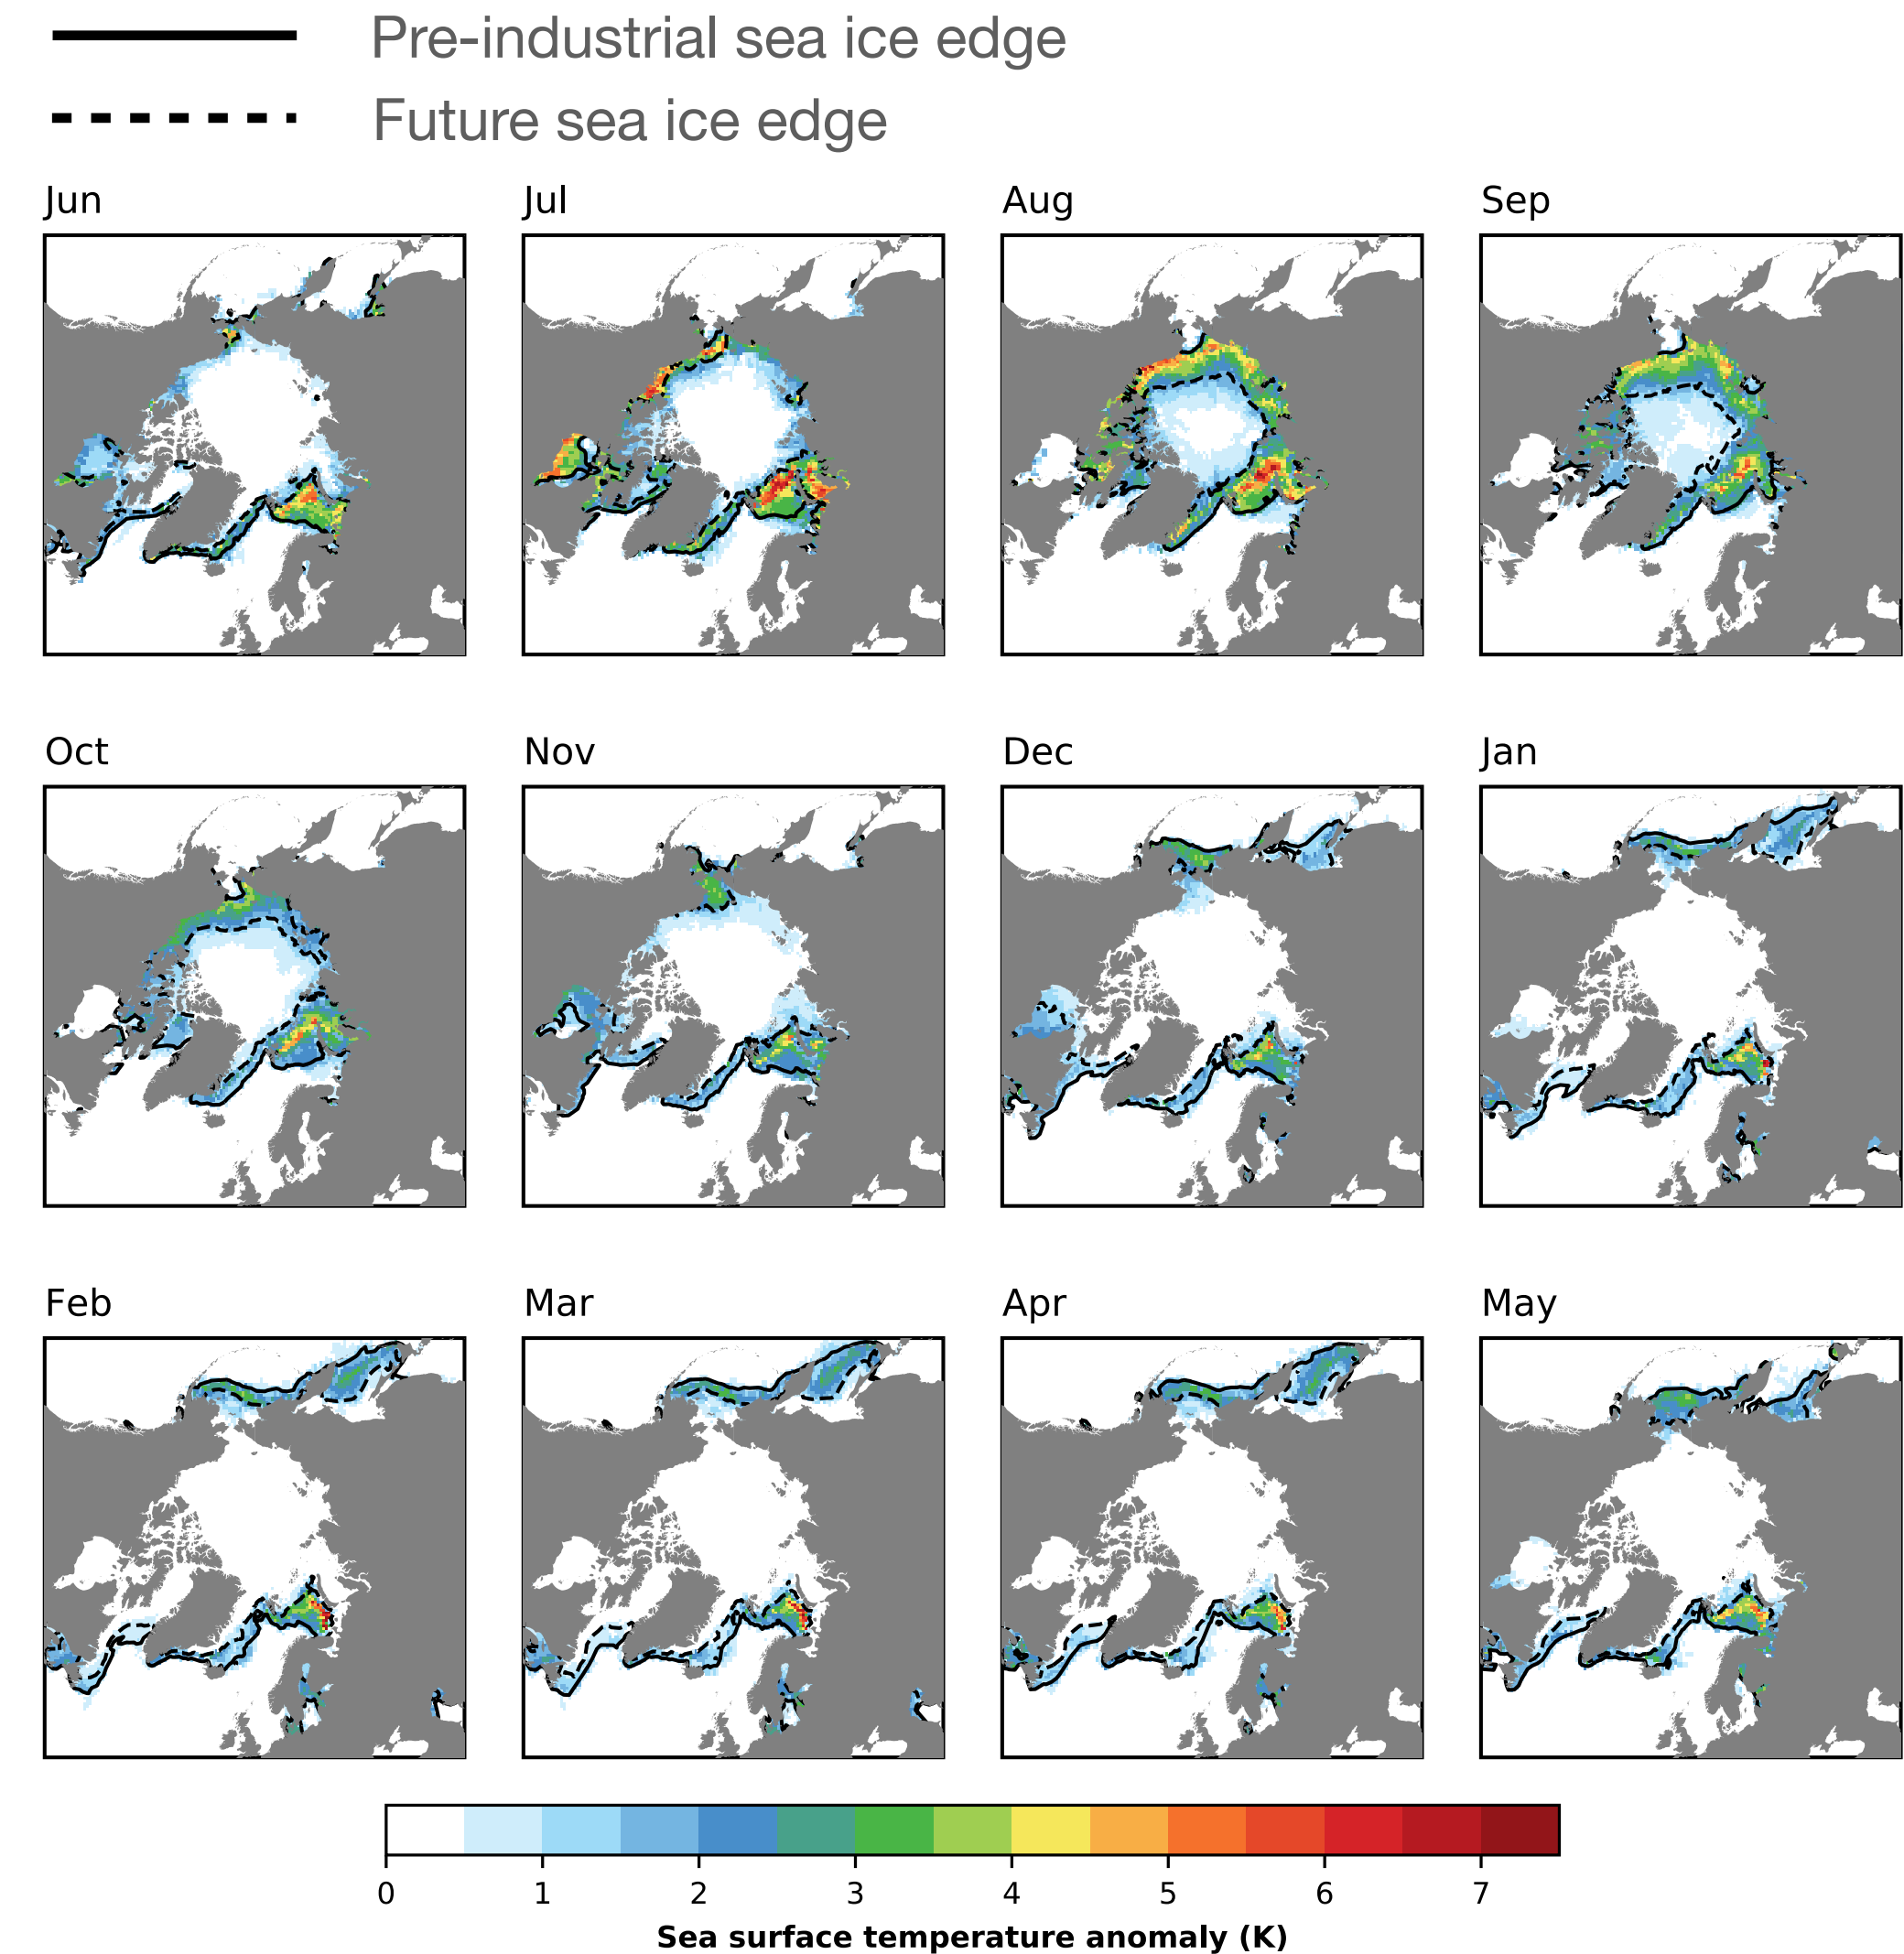 Pre-industrial sea ice edge
Future sea ice edge
Jun Jul Aug Sep
Oct Nov Dec Jan
Feb Mar Apr May
0 1 2 3 4 5 6 7
Sea surface temperature anomaly (K)